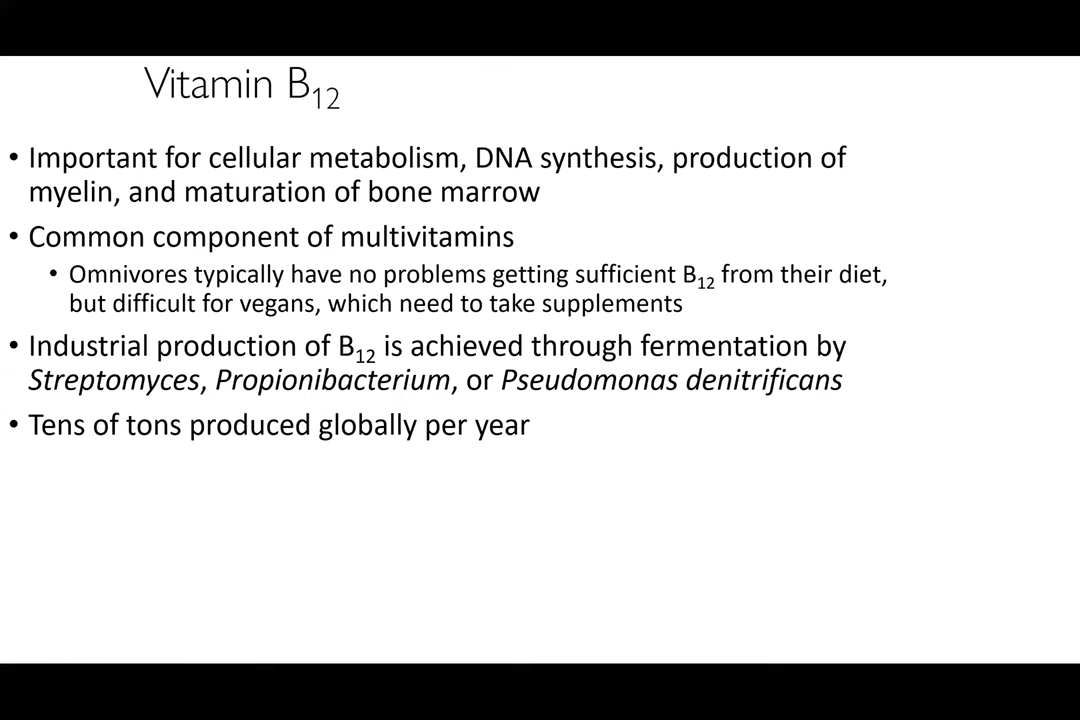 Vitamin B12
• Important for cellular metabolism, DNA synthesis, production of
myelin, and maturation of bone marrow
• Common component of multivitamins
• Omnivores typically have no problems getting sufficient B12 from their diet,
but difficult for vegans, which need to take supplements
• Industrial production of B12 is achieved through fermentation by
Streptomyces, Propionibacterium, or Pseudomonas denitrificans
• Tens of tons produced globally per year